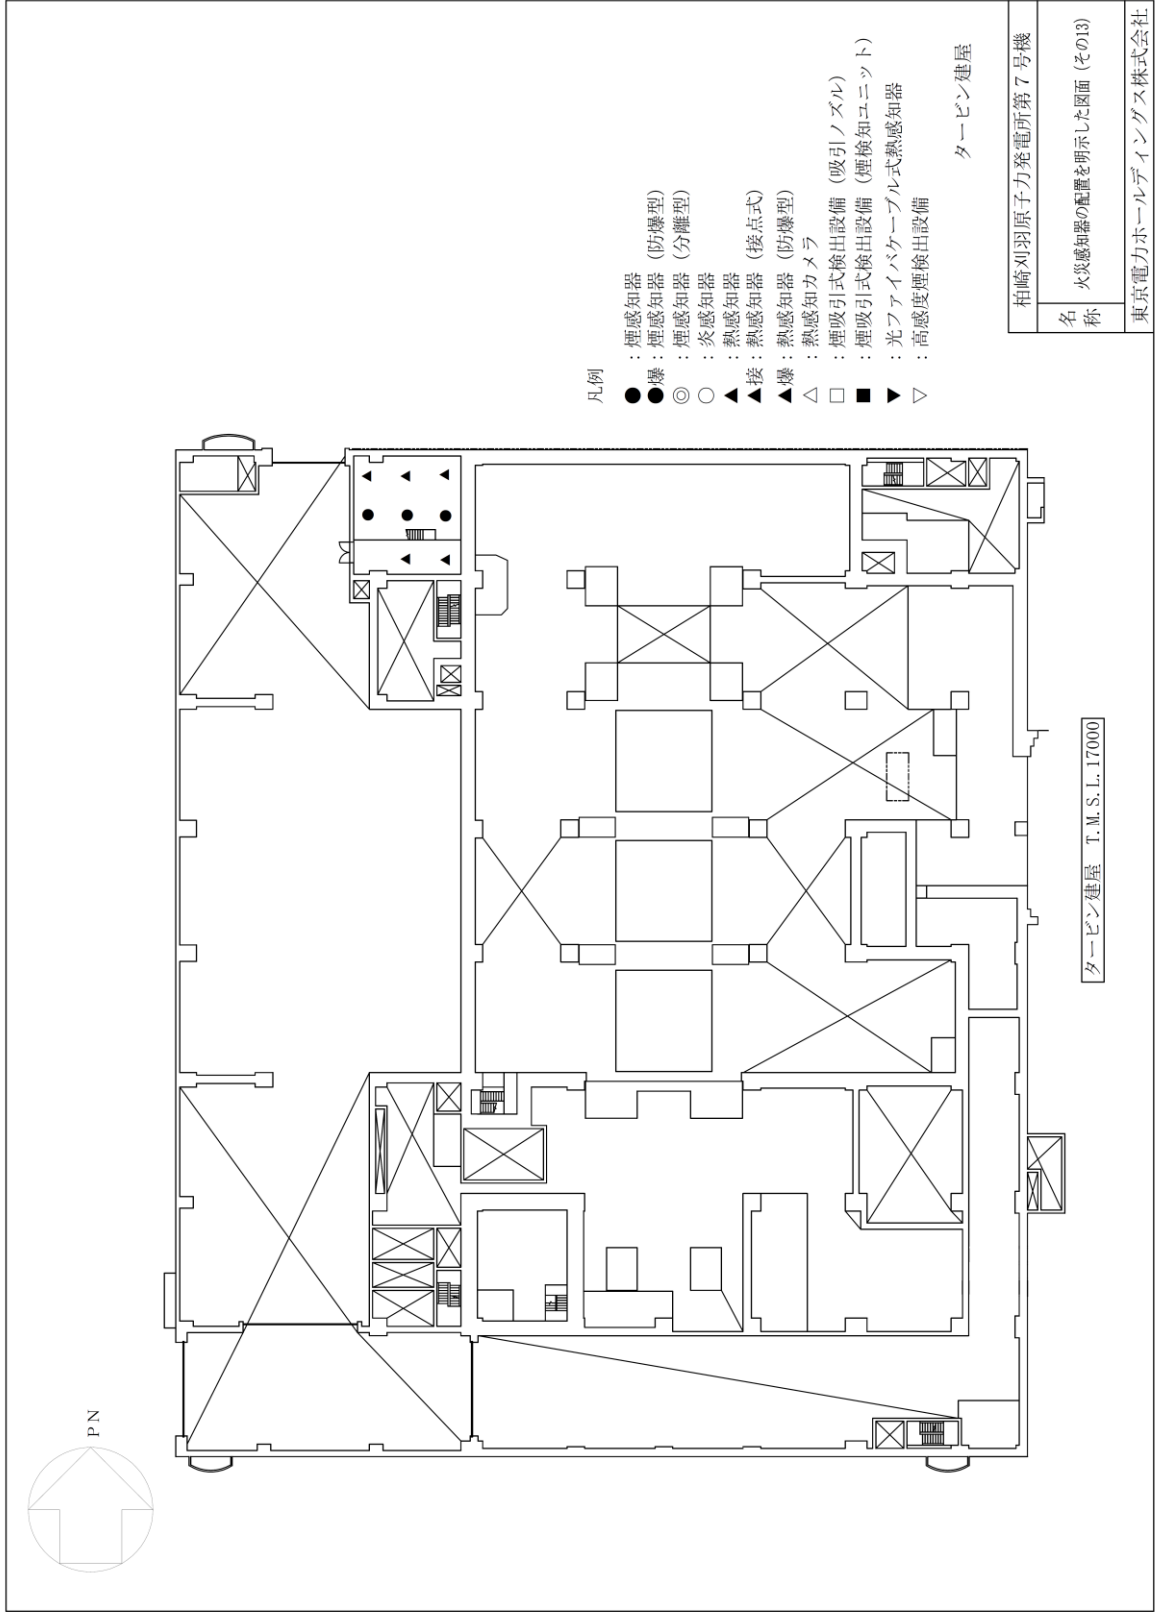 PN
凡例
●：煙感知器
●爆：煙感知器（防爆型）
◎：煙感知器（分離型）
○：炎感知器
▲：熱感知器
▲接：熱感知器（接点式）
▲爆：熱感知器（防爆型）
△：熱感知カメラ
□：煙吸引式検出設備（吸引ノズル）
■：煙吸引式検出設備（煙検知ユニット）
▼：光ファイバケーブル式熱感知器
▽：高感度煙検出設備
タービン建屋
タービン建屋 T.M.S.L.17000
柏崎刈羽原子力発電所第7号機
名称 火災感知器の配置を明示した図面（その13）
東京電力ホールディングス株式会社